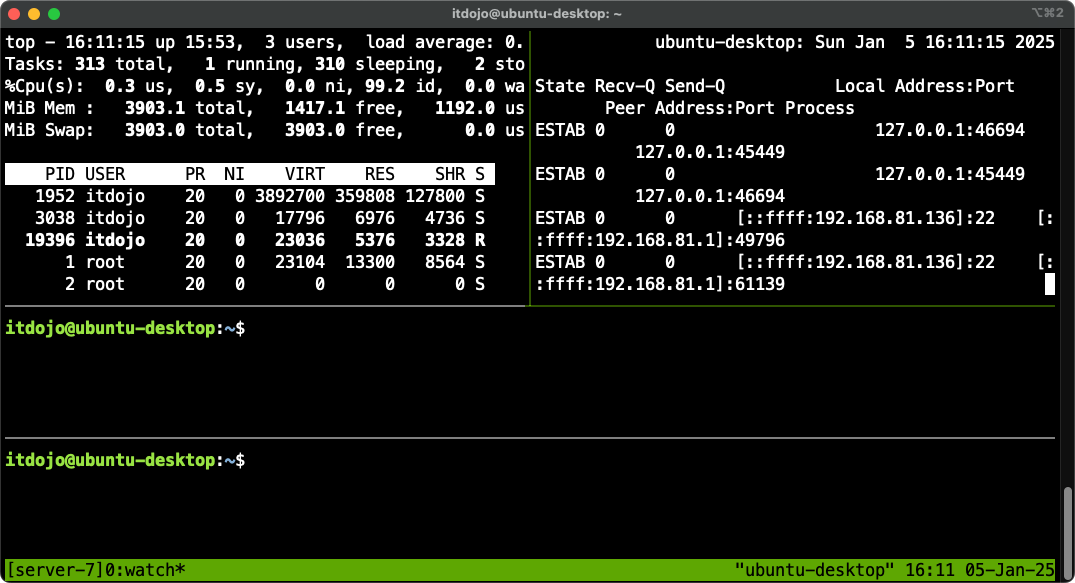 itdojo@ubuntu-desktop: ~
⌥⌘2
top - 16:11:15 up 15:53,  3 users,  load average: 0.
Tasks: 313 total,   1 running, 310 sleeping,   2 sto
%Cpu(s):  0.3 us,  0.5 sy,  0.0 ni, 99.2 id,  0.0 wa
MiB Mem :   3903.1 total,   1417.1 free,   1192.0 us
MiB Swap:   3903.0 total,   3903.0 free,      0.0 us
    PID USER      PR  NI    VIRT    RES    SHR S
   1952 itdojo    20   0 3892700 359808 127800 S
   3038 itdojo    20   0   17796   6976   4736 S
  19396 itdojo    20   0   23036   5376   3328 R
      1 root      20   0   23104  13300   8564 S
      2 root      20   0       0      0      0 S
ubuntu-desktop: Sun Jan  5 16:11:15 2025
State Recv-Q Send-Q           Local Address:Port
       Peer Address:Port Process
ESTAB 0      0                    127.0.0.1:46694
          127.0.0.1:45449
ESTAB 0      0                    127.0.0.1:45449
          127.0.0.1:46694
ESTAB 0      0      [::ffff:192.168.81.136]:22    [:
:ffff:192.168.81.1]:49796
ESTAB 0      0      [::ffff:192.168.81.136]:22    [:
:ffff:192.168.81.1]:61139
itdojo@ubuntu-desktop:~$
itdojo@ubuntu-desktop:~$
[server-7]0:watch* "ubuntu-desktop" 16:11 05-Jan-25